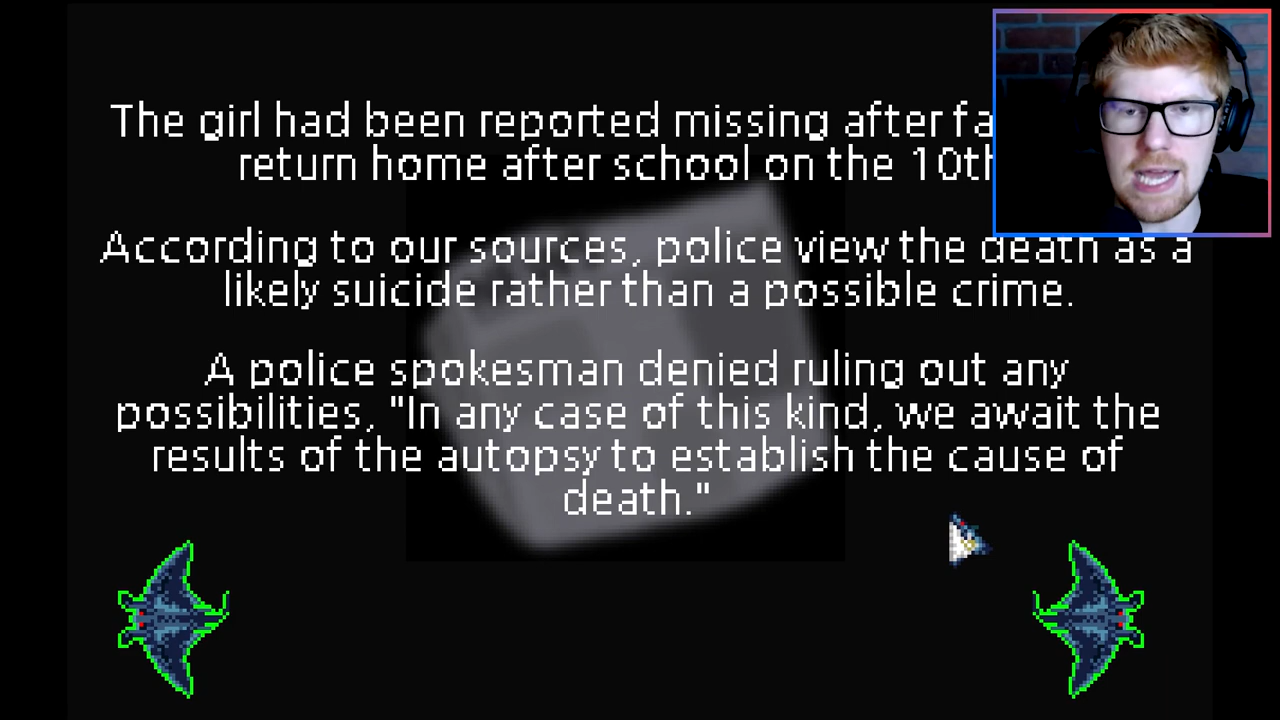 The girl had been reported missing after
return home after school on the 10th
According to our sources, police view the death as a
likely suicide rather than a possible crime.
A police spokesman denied ruling out any
possibilities, "In any case of this kind, we await the
results of the autopsy to establish the cause of
death."